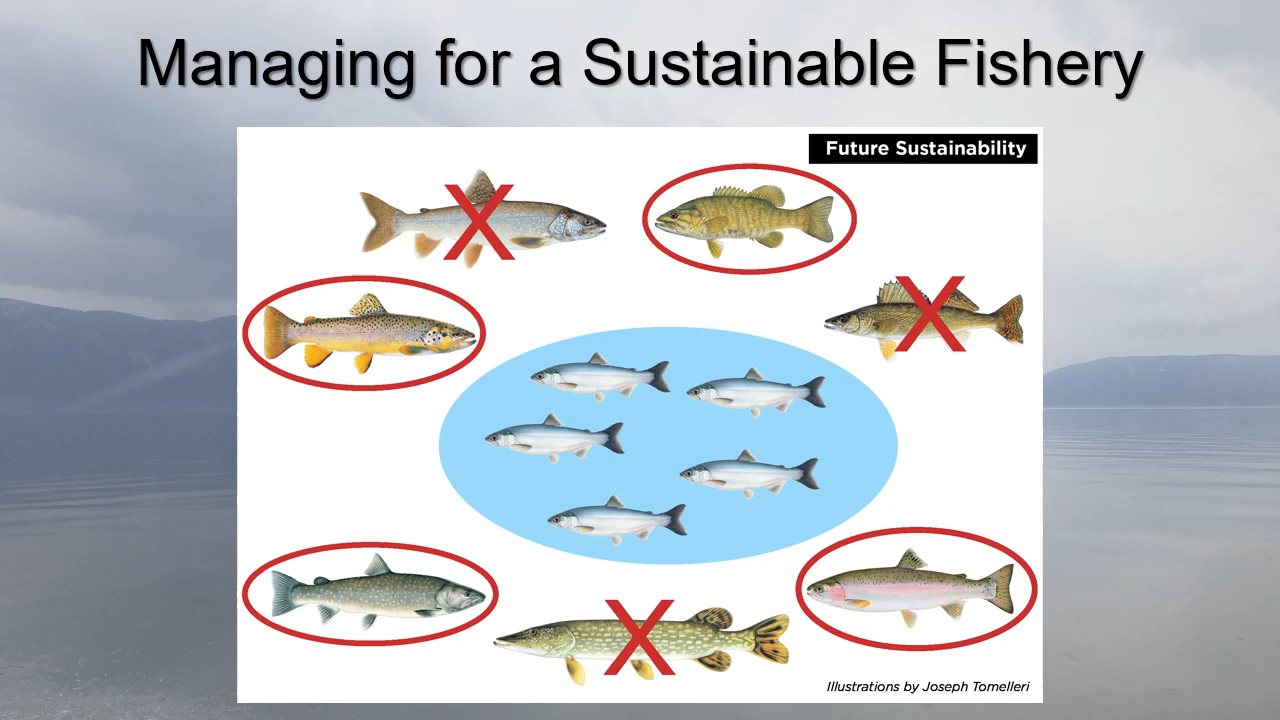 Managing for a Sustainable Fishery
Future Sustainability
Illustrations by Joseph Tomelleri